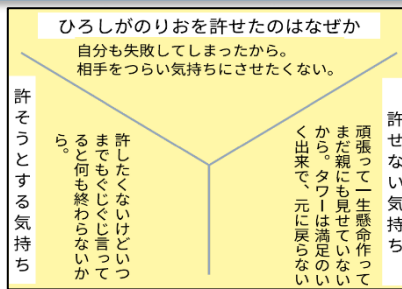 ひろしがのりおを許せたのはなぜか
自分も失敗してしまったから。
相手をつらい気持ちにさせたくない。
許せない気持ち
頑張って一生懸命作って
まだ親にも見せていない
から。タワーは満足のい
く出来で、元に戻らない
許したくないけどいつ
までもぐじぐじ言って
ると何も終わらないか
ら。
許そうとする気持ち